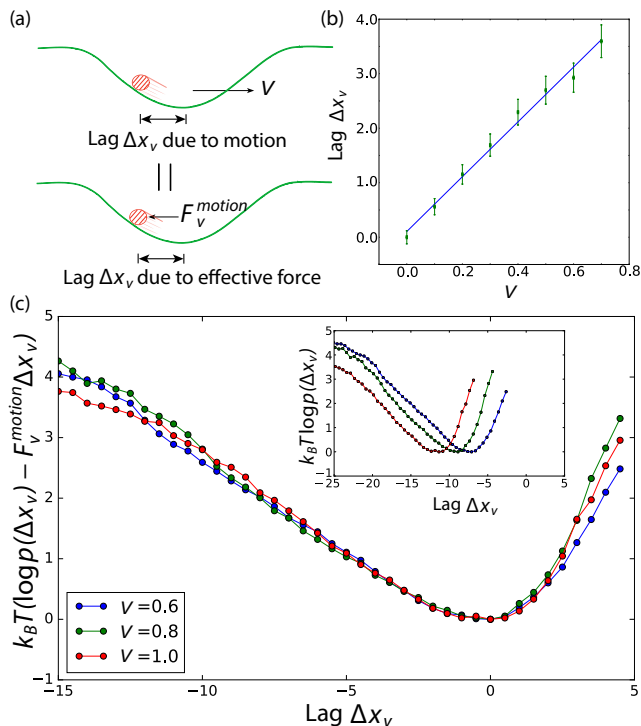 (a)
V
Lag Δx_v due to motion
||
F_v^motion
Lag Δx_v due to effective force
(b)
Lag Δx_v
4.0
3.0
2.0
1.0
0.0
0.0 0.2 0.4 0.6 0.8
V
(c)
k_BT(logp(Δx_v) − F_v^motion Δx_v)
5
4
3
2
1
0
−1
−15 −10 −5 0 5
Lag Δx_v
V = 0.6
V = 0.8
V = 1.0
k_BTlogp(Δx_v)
5
4
3
2
1
0
−1
−25 −20 −15 −10 −5 0 5
Lag Δx_v